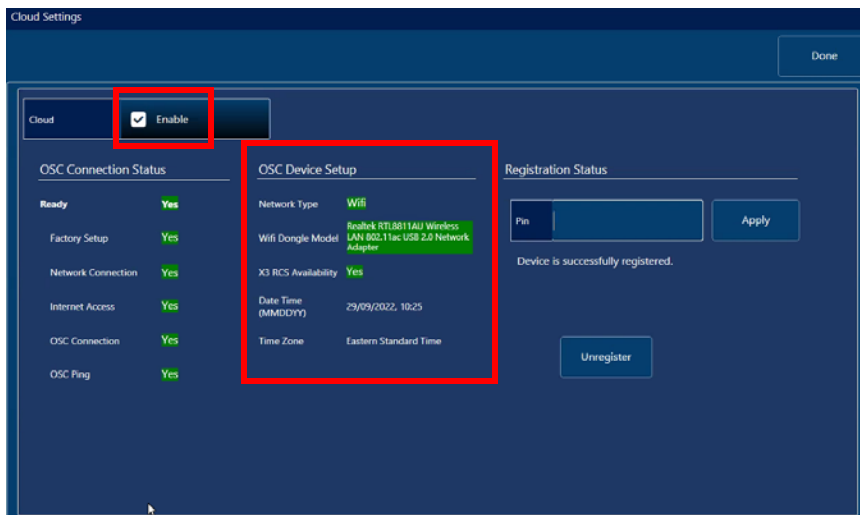 Cloud Settings
Done
Cloud
Enable
OSC Connection Status
Ready Yes
Factory Setup Yes
Network Connection Yes
Internet Access Yes
OSC Connection Yes
OSC Ping Yes
OSC Device Setup
Network Type Wifi
Wifi Dongle Model
Realtek RTL8811AU Wireless
LAN 802.11ac USB 2.0 Network
Adapter
X3 RCS Availability Yes
Date Time
(MMDDYY)
29/09/2022, 10:25
Time Zone Eastern Standard Time
Registration Status
Pin
Apply
Device is successfully registered.
Unregister